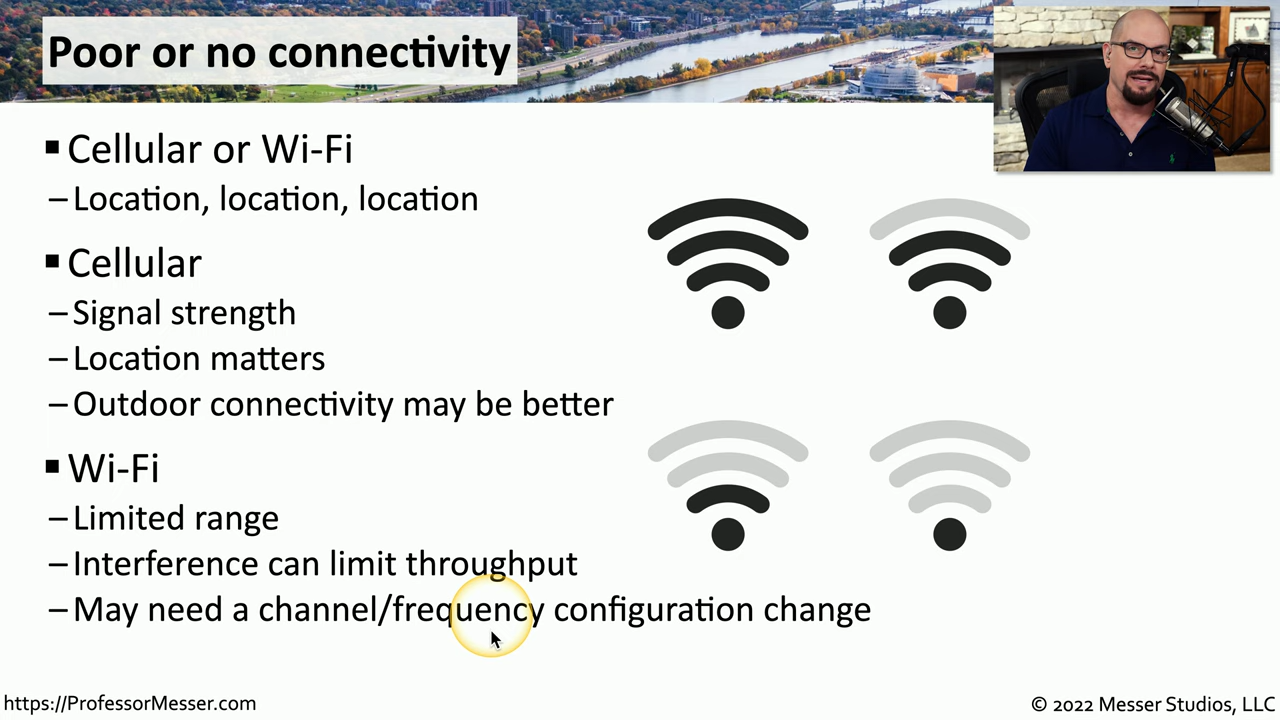 Poor or no connectivity
▪ Cellular or Wi-Fi
– Location, location, location
▪ Cellular
– Signal strength
– Location matters
– Outdoor connectivity may be better
▪ Wi-Fi
– Limited range
– Interference can limit throughput
– May need a channel/frequency configuration change
https://ProfessorMesser.com
© 2022 Messer Studios, LLC